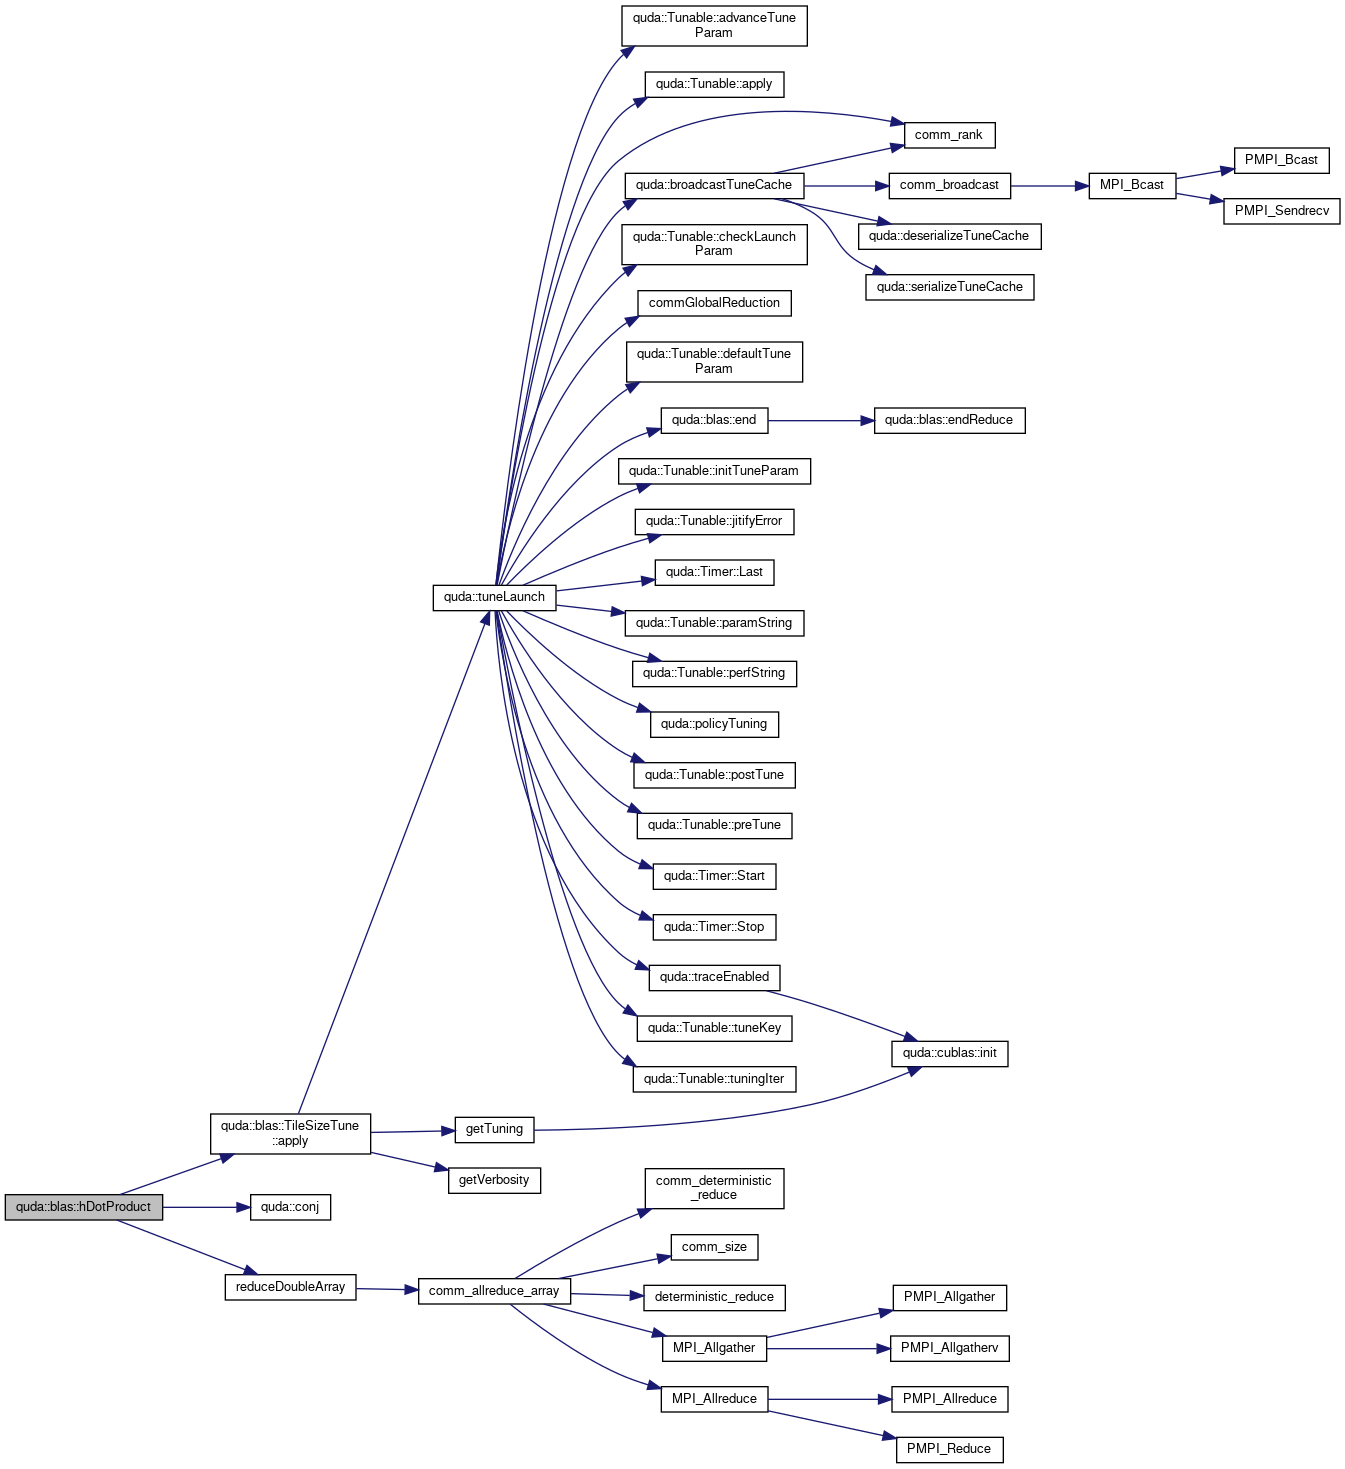 quda::Tunable::advanceTune
Param
quda::Tunable::apply
comm_rank
PMPI_Bcast
quda::broadcastTuneCache
comm_broadcast
MPI_Bcast
PMPI_Sendrecv
quda::Tunable::checkLaunch
Param
quda::deserializeTuneCache
quda::serializeTuneCache
commGlobalReduction
quda::Tunable::defaultTune
Param
quda::blas::end
quda::blas::endReduce
quda::Tunable::initTuneParam
quda::Tunable::jitifyError
quda::Timer::Last
quda::tuneLaunch
quda::Tunable::paramString
quda::Tunable::perfString
quda::policyTuning
quda::Tunable::postTune
quda::Tunable::preTune
quda::Timer::Start
quda::Timer::Stop
quda::traceEnabled
quda::Tunable::tuneKey
quda::cublas::init
quda::Tunable::tuningIter
quda::blas::TileSizeTune
::apply
getTuning
getVerbosity
quda::blas::hDotProduct
quda::conj
comm_deterministic
_reduce
comm_size
reduceDoubleArray
comm_allreduce_array
deterministic_reduce
PMPI_Allgather
MPI_Allgather
PMPI_Allgatherv
MPI_Allreduce
PMPI_Allreduce
PMPI_Reduce